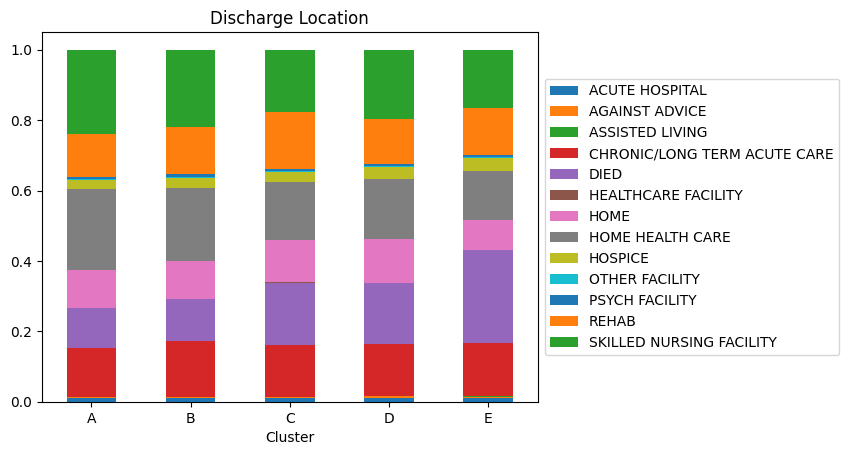 Discharge Location
1.0
0.8
0.6
0.4
0.2
0.0
A B C D E
Cluster
ACUTE HOSPITAL
AGAINST ADVICE
ASSISTED LIVING
CHRONIC/LONG TERM ACUTE CARE
DIED
HEALTHCARE FACILITY
HOME
HOME HEALTH CARE
HOSPICE
OTHER FACILITY
PSYCH FACILITY
REHAB
SKILLED NURSING FACILITY